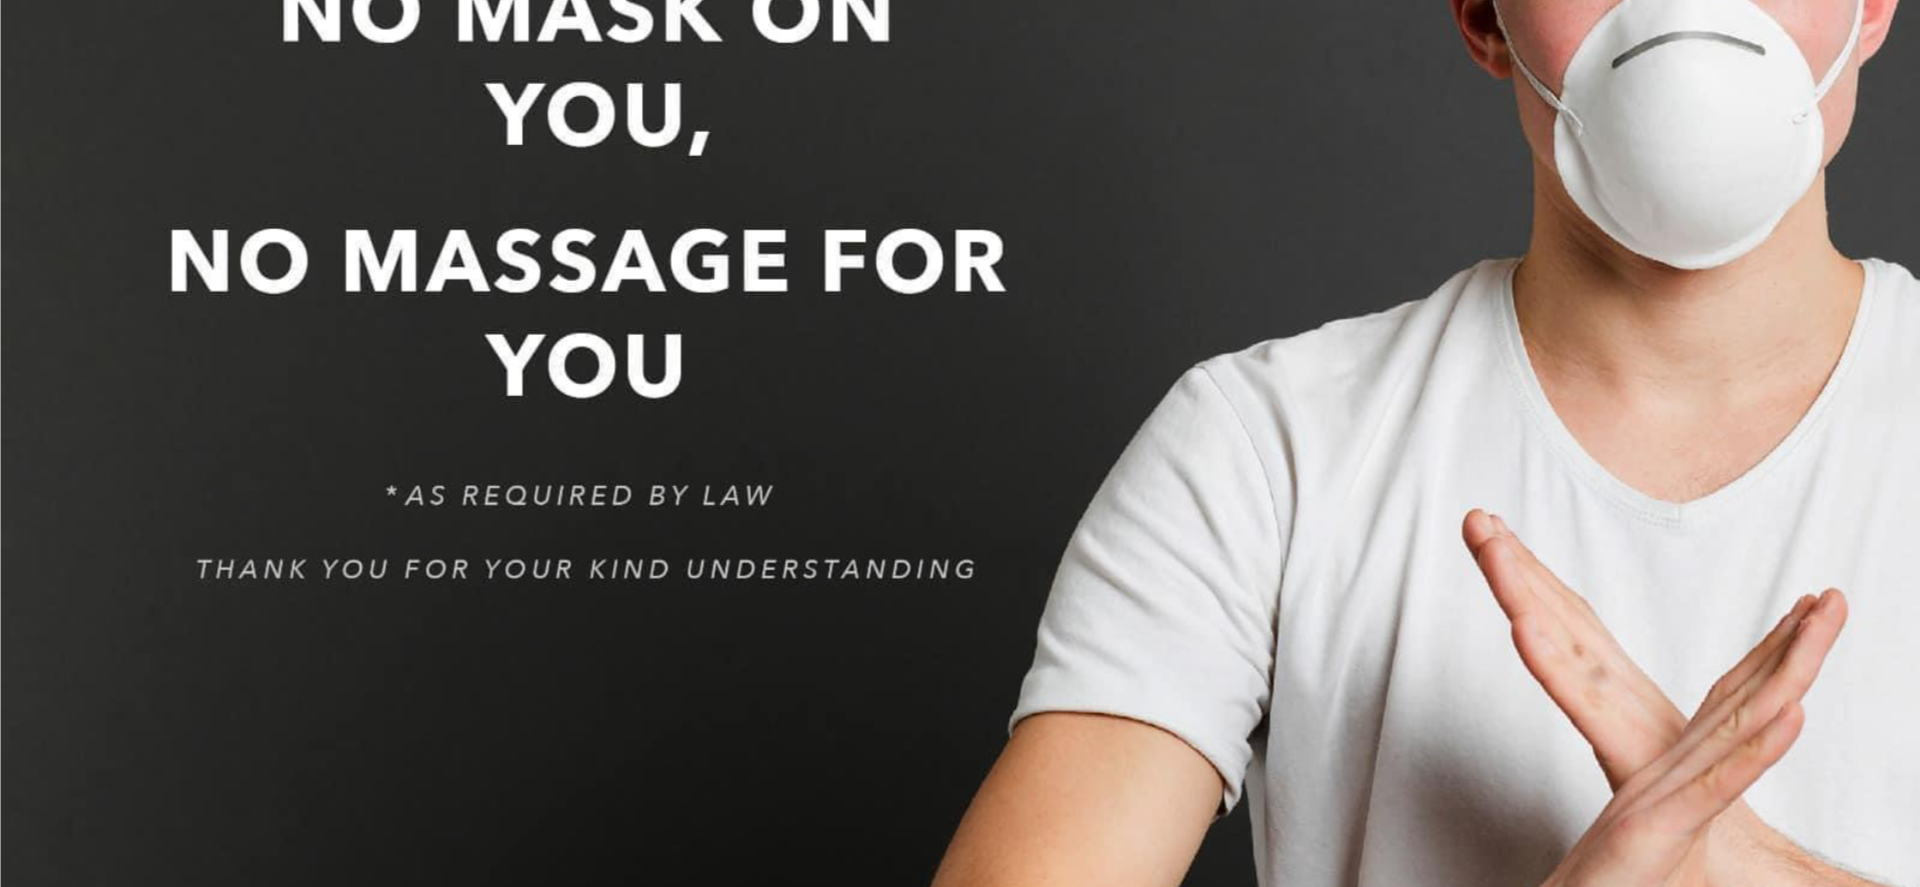 NO MASK ON
YOU,
NO MASSAGE FOR
YOU
*AS REQUIRED BY LAW
THANK YOU FOR YOUR KIND UNDERSTANDING